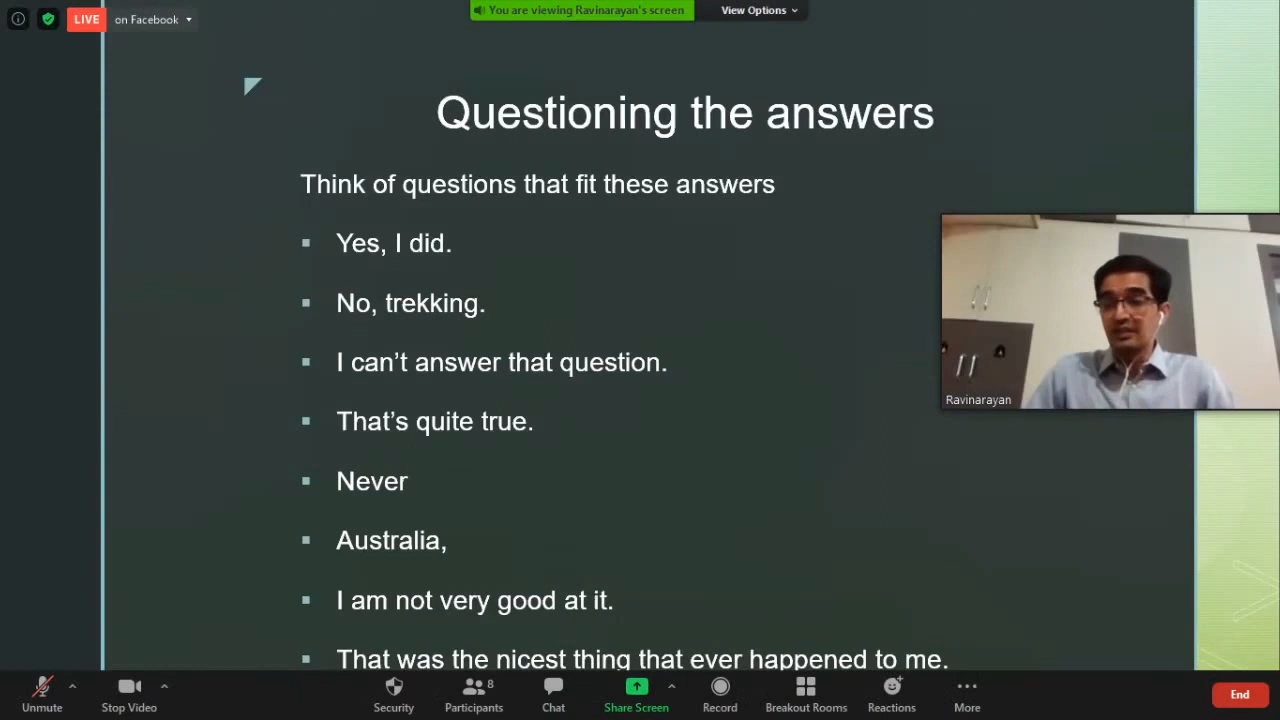 LIVE on Facebook
You are viewing Ravinarayan's screen
View Options
Questioning the answers
Think of questions that fit these answers
Yes, I did.
No, trekking.
I can't answer that question.
That's quite true.
Never
Australia,
I am not very good at it.
That was the nicest thing that ever happened to me.
Ravinarayan
Unmute
Stop Video
Security
Participants 8
Chat
Share Screen
Record
Breakout Rooms
Reactions
More
End